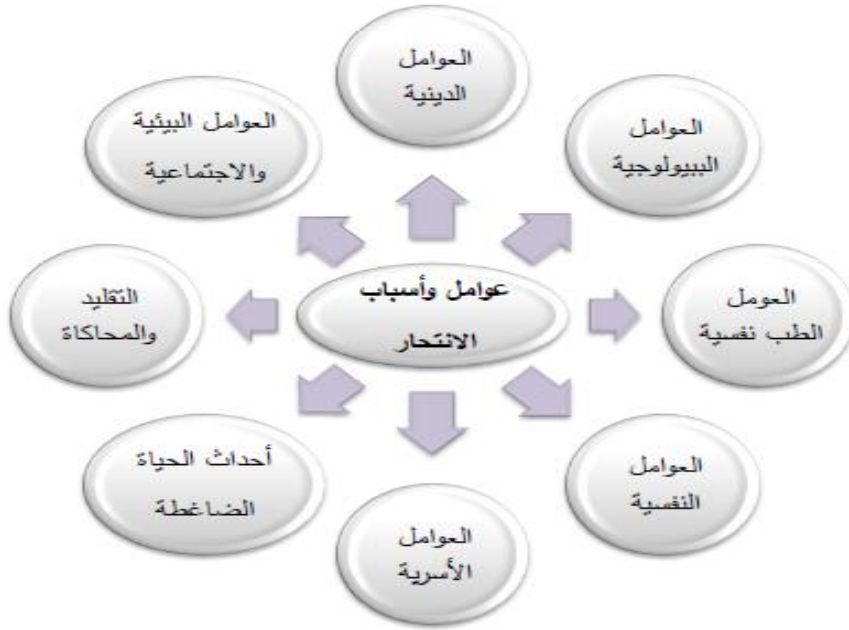 العوامل
الدينية
العوامل
الببيولوجية
العومل
الطب نفسية
العوامل
النفسية
العوامل
الأسرية
أحداث الحياة
الضاغطة
التقليد
والمحاكاة
العوامل البيئية
والاجتماعية
عوامل وأسباب
الانتحار